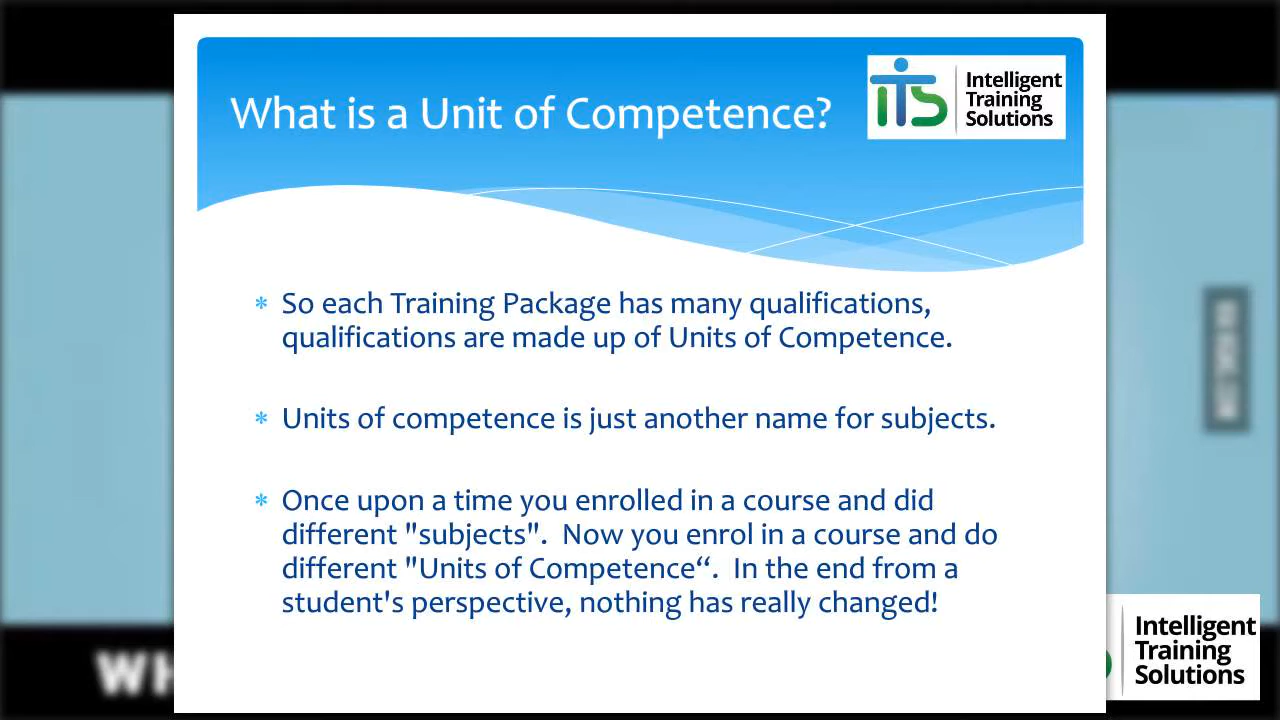 What is a Unit of Competence?
iTS
Intelligent
Training
Solutions
* So each Training Package has many qualifications,
qualifications are made up of Units of Competence.
* Units of competence is just another name for subjects.
* Once upon a time you enrolled in a course and did
different "subjects".  Now you enrol in a course and do
different "Units of Competence“.  In the end from a
student's perspective, nothing has really changed!
Intelligent
Training
Solutions
WH